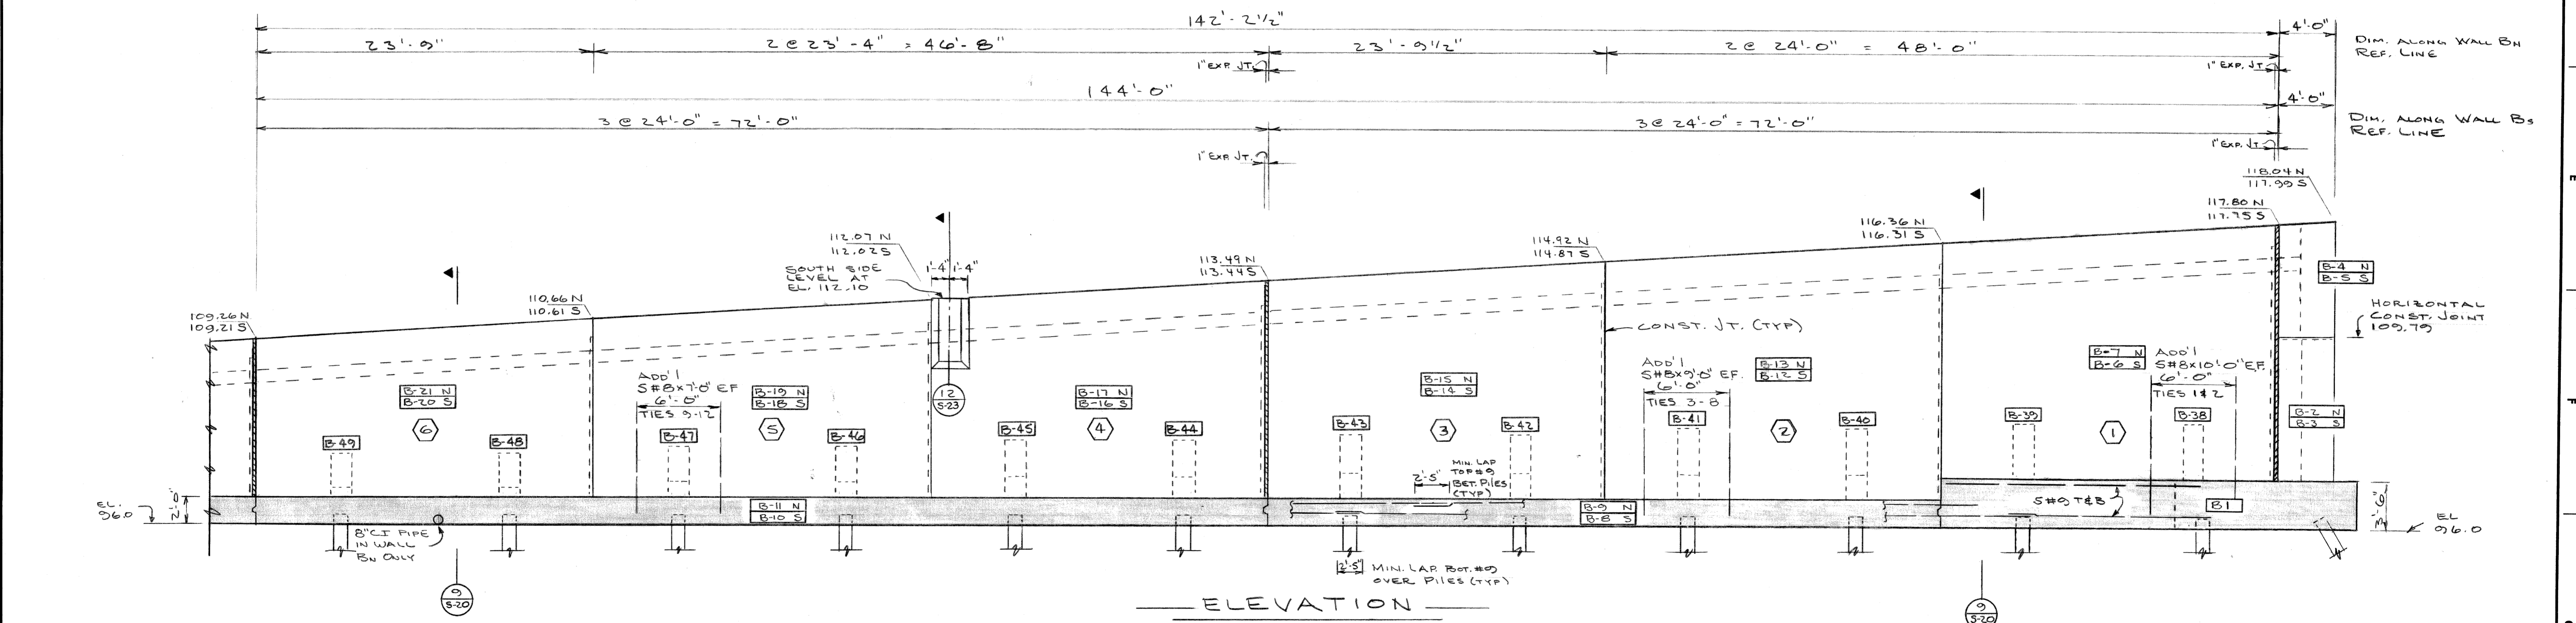 142'-2 1/2"
4'-0"
23'-9"
2 @ 23'-4" = 46'-8"
23'-9 1/2"
2 @ 24'-0" = 48'-0"
DIM. ALONG WALL BN
REF. LINE
1" EXP. JT.
1" EXP. JT.
144'-0"
4'-0"
3 @ 24'-0" = 72'-0"
3 @ 24'-0" = 72'-0"
DIM. ALONG WALL BS
REF. LINE
1" EXP. JT.
1" EXP. JT.
118.04 N
117.99 S
117.80 N
117.75 S
116.36 N
116.31 S
114.92 N
114.87 S
113.49 N
113.44 S
112.07 N
112.02 S
SOUTH SIDE
LEVEL AT
EL. 112.10
1'-4" 1'-4"
110.66 N
110.61 S
109.26 N
109.21 S
B-4 N
B-5 S
HORIZONTAL
CONST. JOINT
109.79
CONST. JT. (TYP)
ADD'L
5#8x7'-0" EF
6'-0"
TIES 9-12
ADD'L
5#8x9'-0" EF.
6'-0"
TIES 3-8
ADD'L
5#8x10'-0" EF.
6'-0"
TIES 1&2
B-21 N
B-20 S
6
B-19 N
B-18 S
5
12
S-23
B-17 N
B-16 S
4
B-15 N
B-14 S
3
B-13 N
B-12 S
2
B-7 N
B-6 S
1
B-2 N
B-3 S
B-49
B-48
B-47
B-46
B-45
B-44
B-43
B-42
B-41
B-40
B-39
B-38
MIN. LAP
TOP #9
BET. PILES
(TYP)
2'-5"
EL.
96.0
2'-0"
B-11 N
B-10 S
B-9 N
B-8 S
5#9 T&B
B1
3'-6"
EL
96.0
8" CI PIPE
IN WALL
BN ONLY
2'-5" MIN. LAP BOT. #9
OVER PILES (TYP)
9
S-20
ELEVATION
9
S-20
E
F